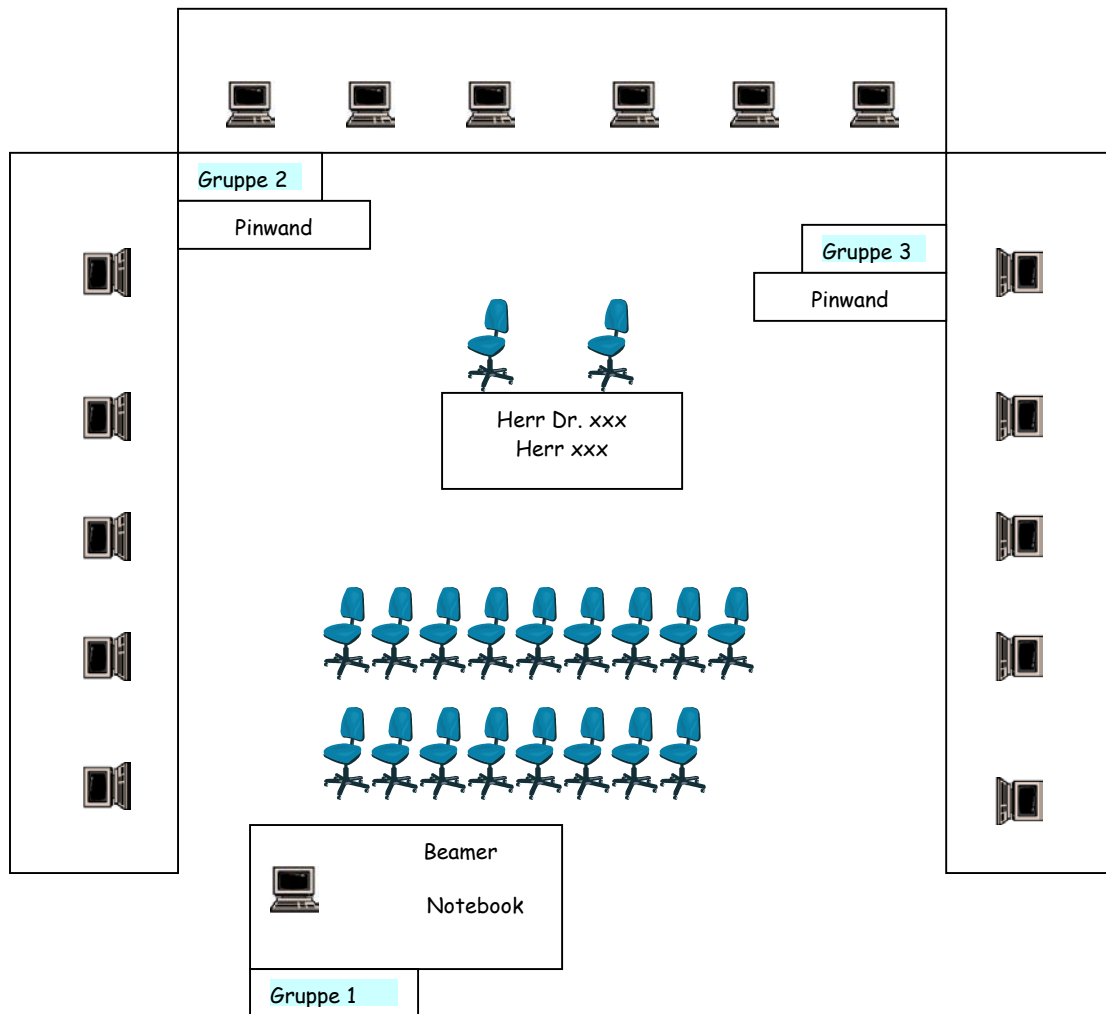 Gruppe 2
Pinwand
Gruppe 3
Pinwand
Herr Dr. xxx
Herr xxx
Beamer
Notebook
Gruppe 1